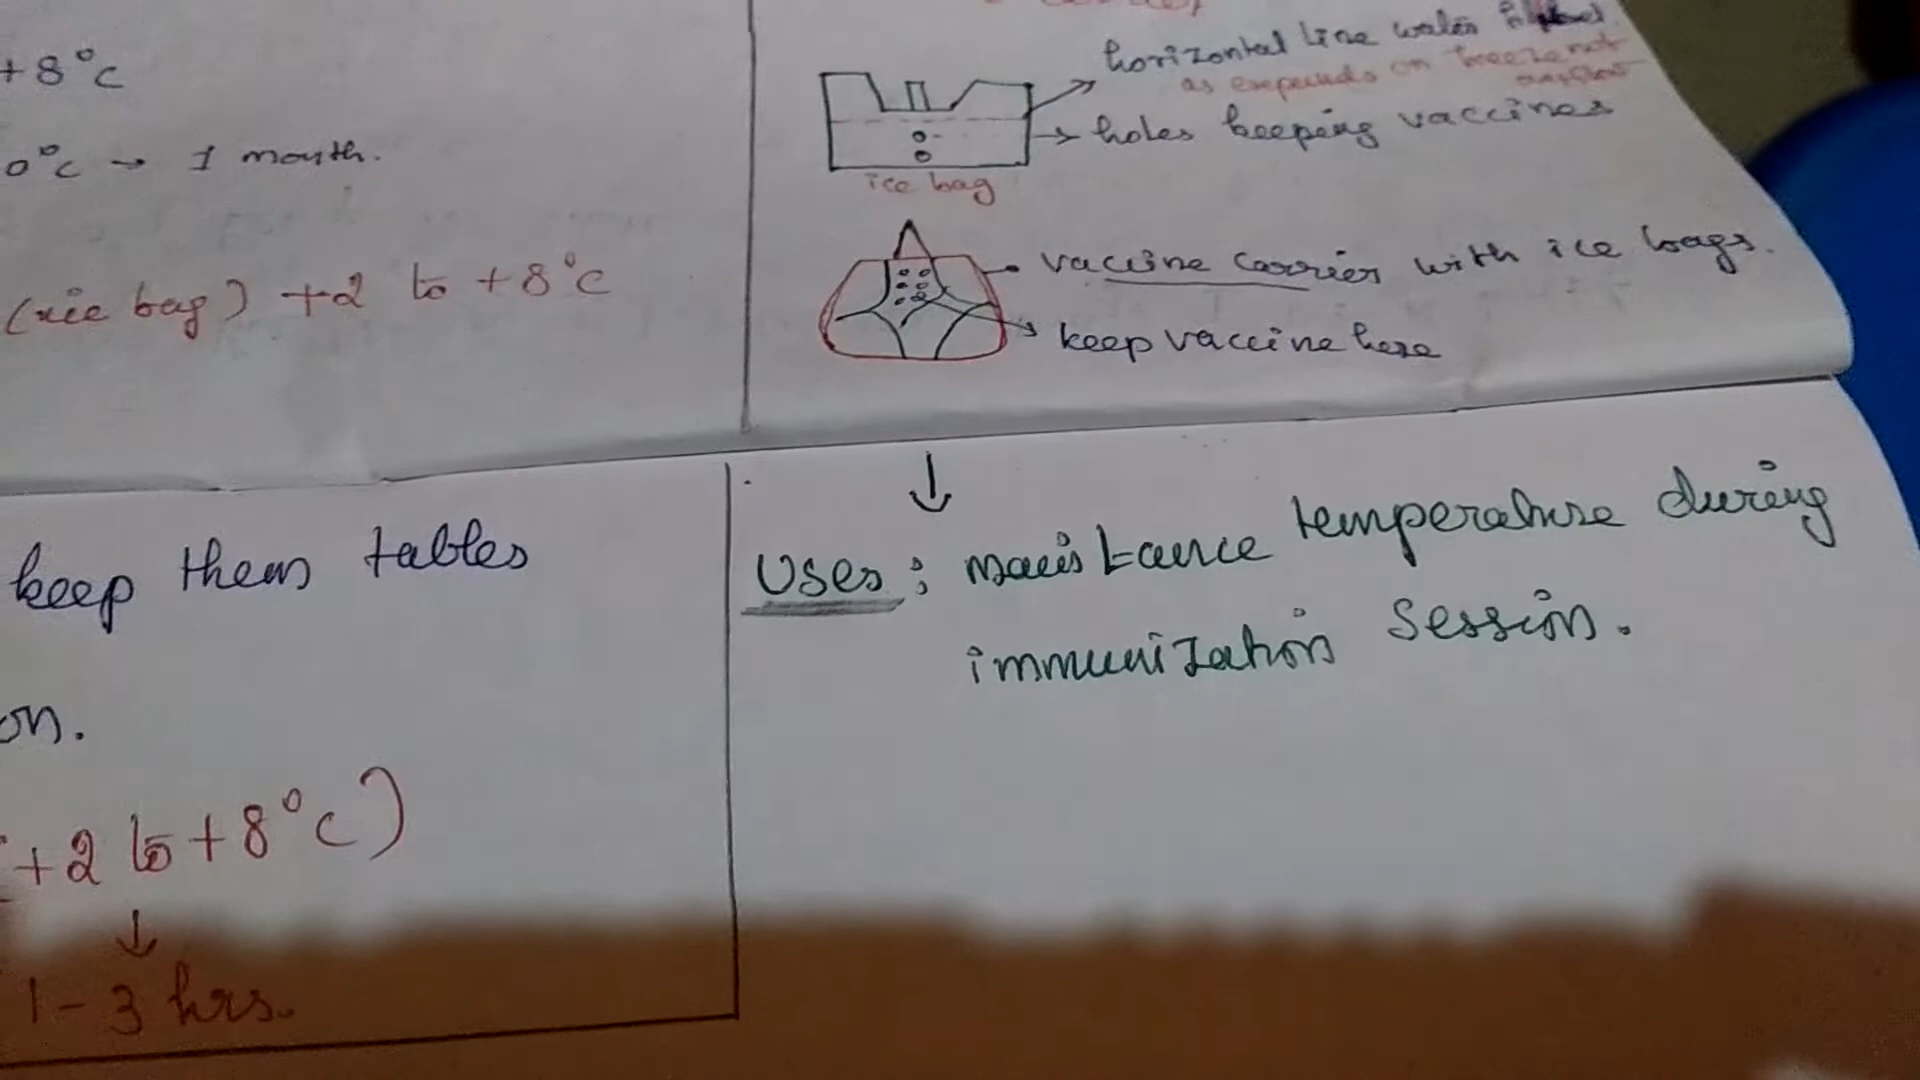 +8°c
0°c → 1 month.
(ice bag) +2 to +8°c
horizontal line water
as expands on freeze not
→ holes keeping vaccines
ice bag
vaccine carrier with ice bags.
keep vaccine here
keep them tables
on.
+2 to +8°c)
↓
1-3 hrs.
↓
Uses: maintance temperature during
immunization session.